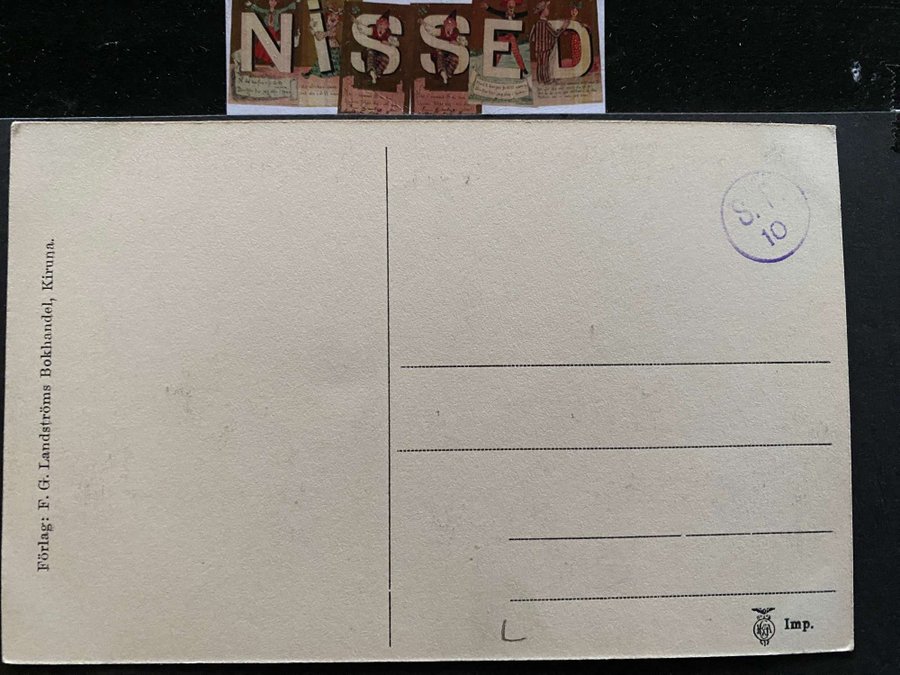 NISSED
Förlag: F. G. Landströms Bokhandel, Kiruna.
S.
10
L
Imp.